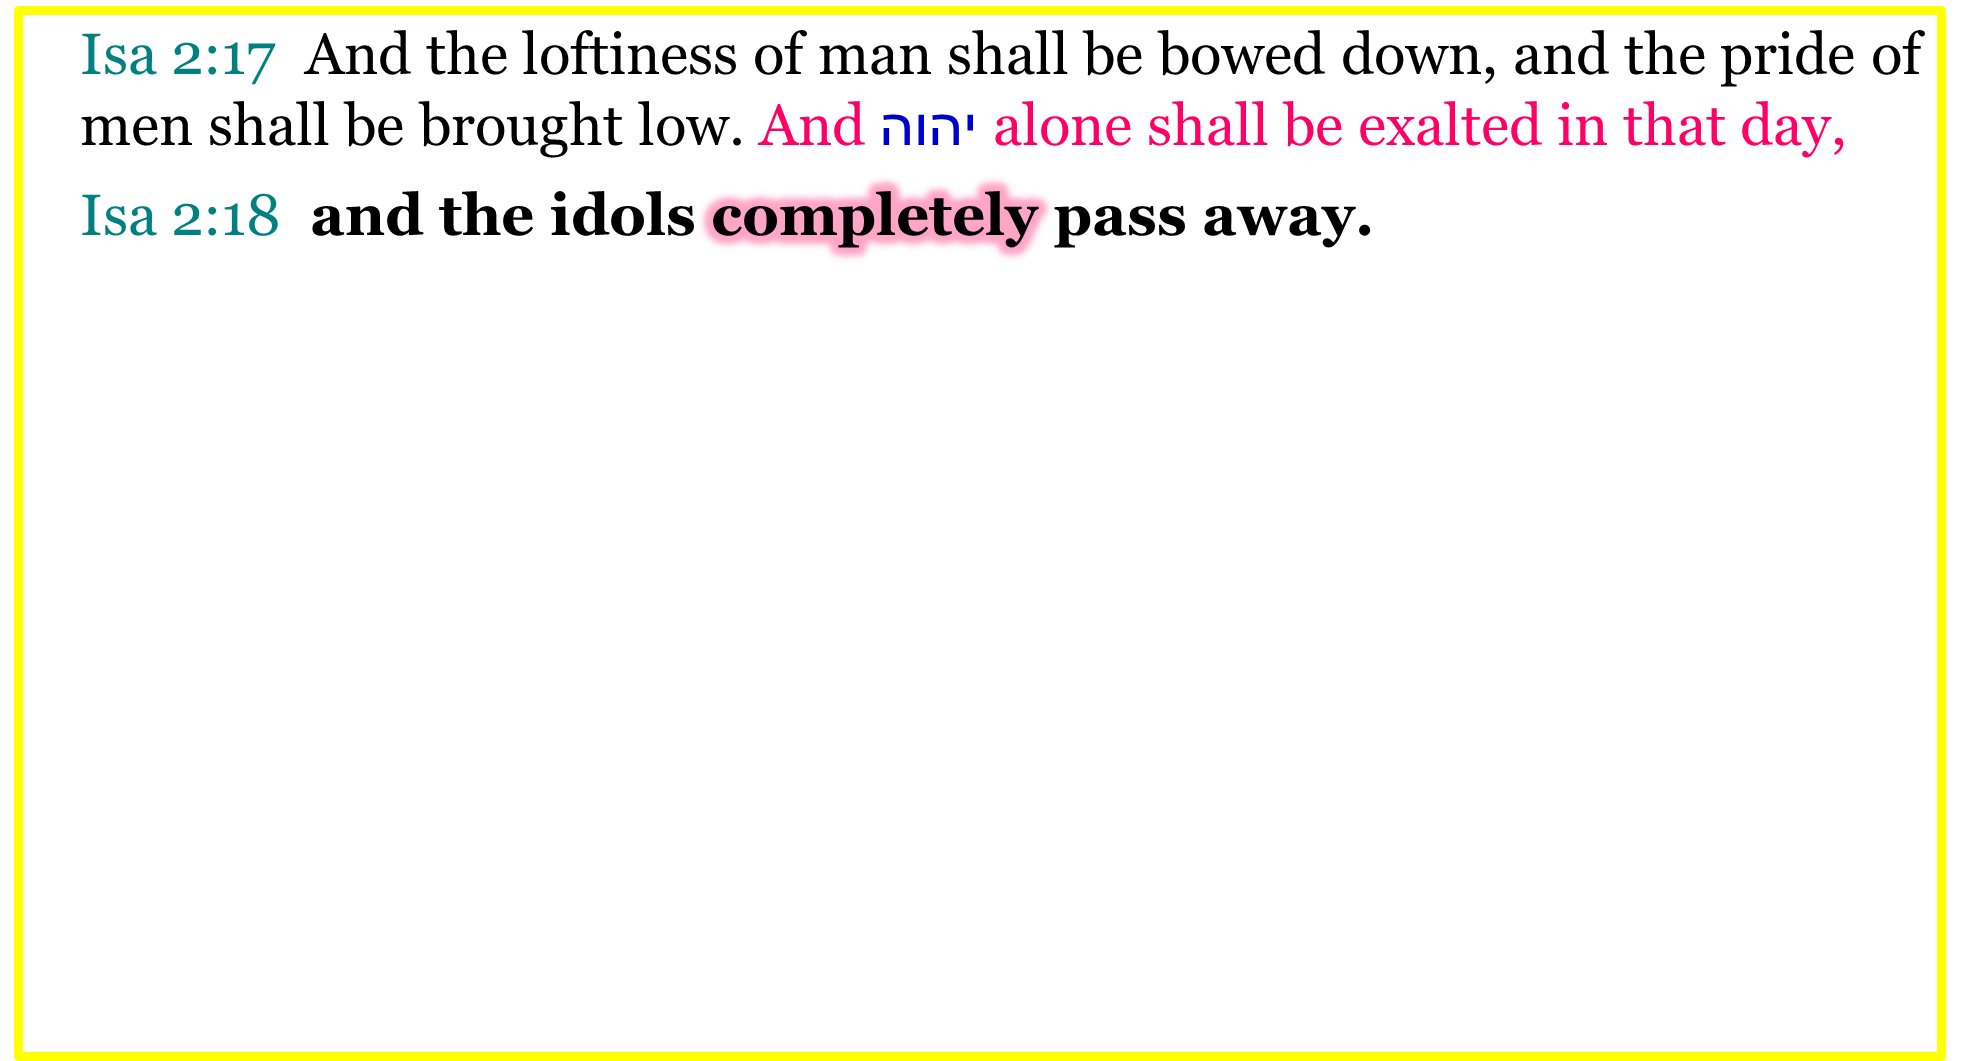 Isa 2:17 And the loftiness of man shall be bowed down, and the pride of
men shall be brought low. And יהוה alone shall be exalted in that day,
Isa 2:18 and the idols completely pass away.